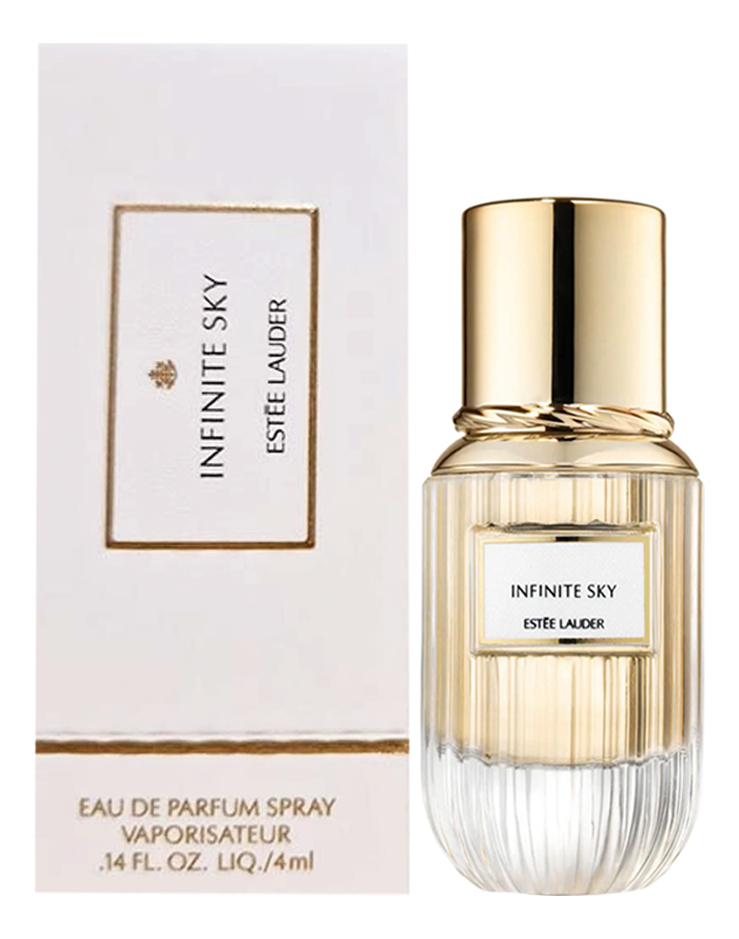 INFINITE SKY
ESTĒE LAUDER
EAU DE PARFUM SPRAY
VAPORISATEUR
.14 FL. OZ. LIQ./4ml
INFINITE SKY
ESTĒE LAUDER